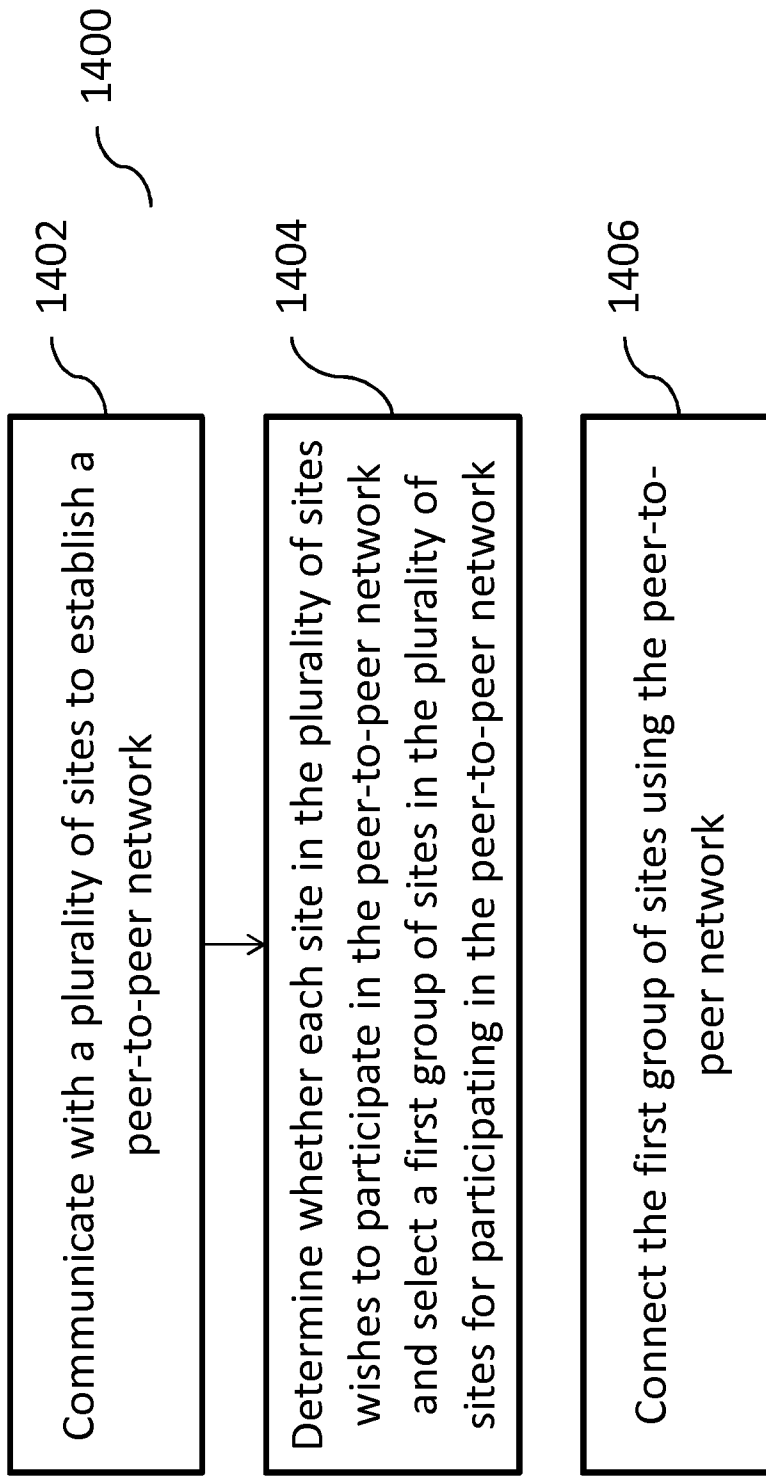 1400
1402
Communicate with a plurality of sites to establish a
peer-to-peer network
1404
Determine whether each site in the plurality of sites
wishes to participate in the peer-to-peer network
and select a first group of sites in the plurality of
sites for participating in the peer-to-peer network
1406
Connect the first group of sites using the peer-to-
peer network